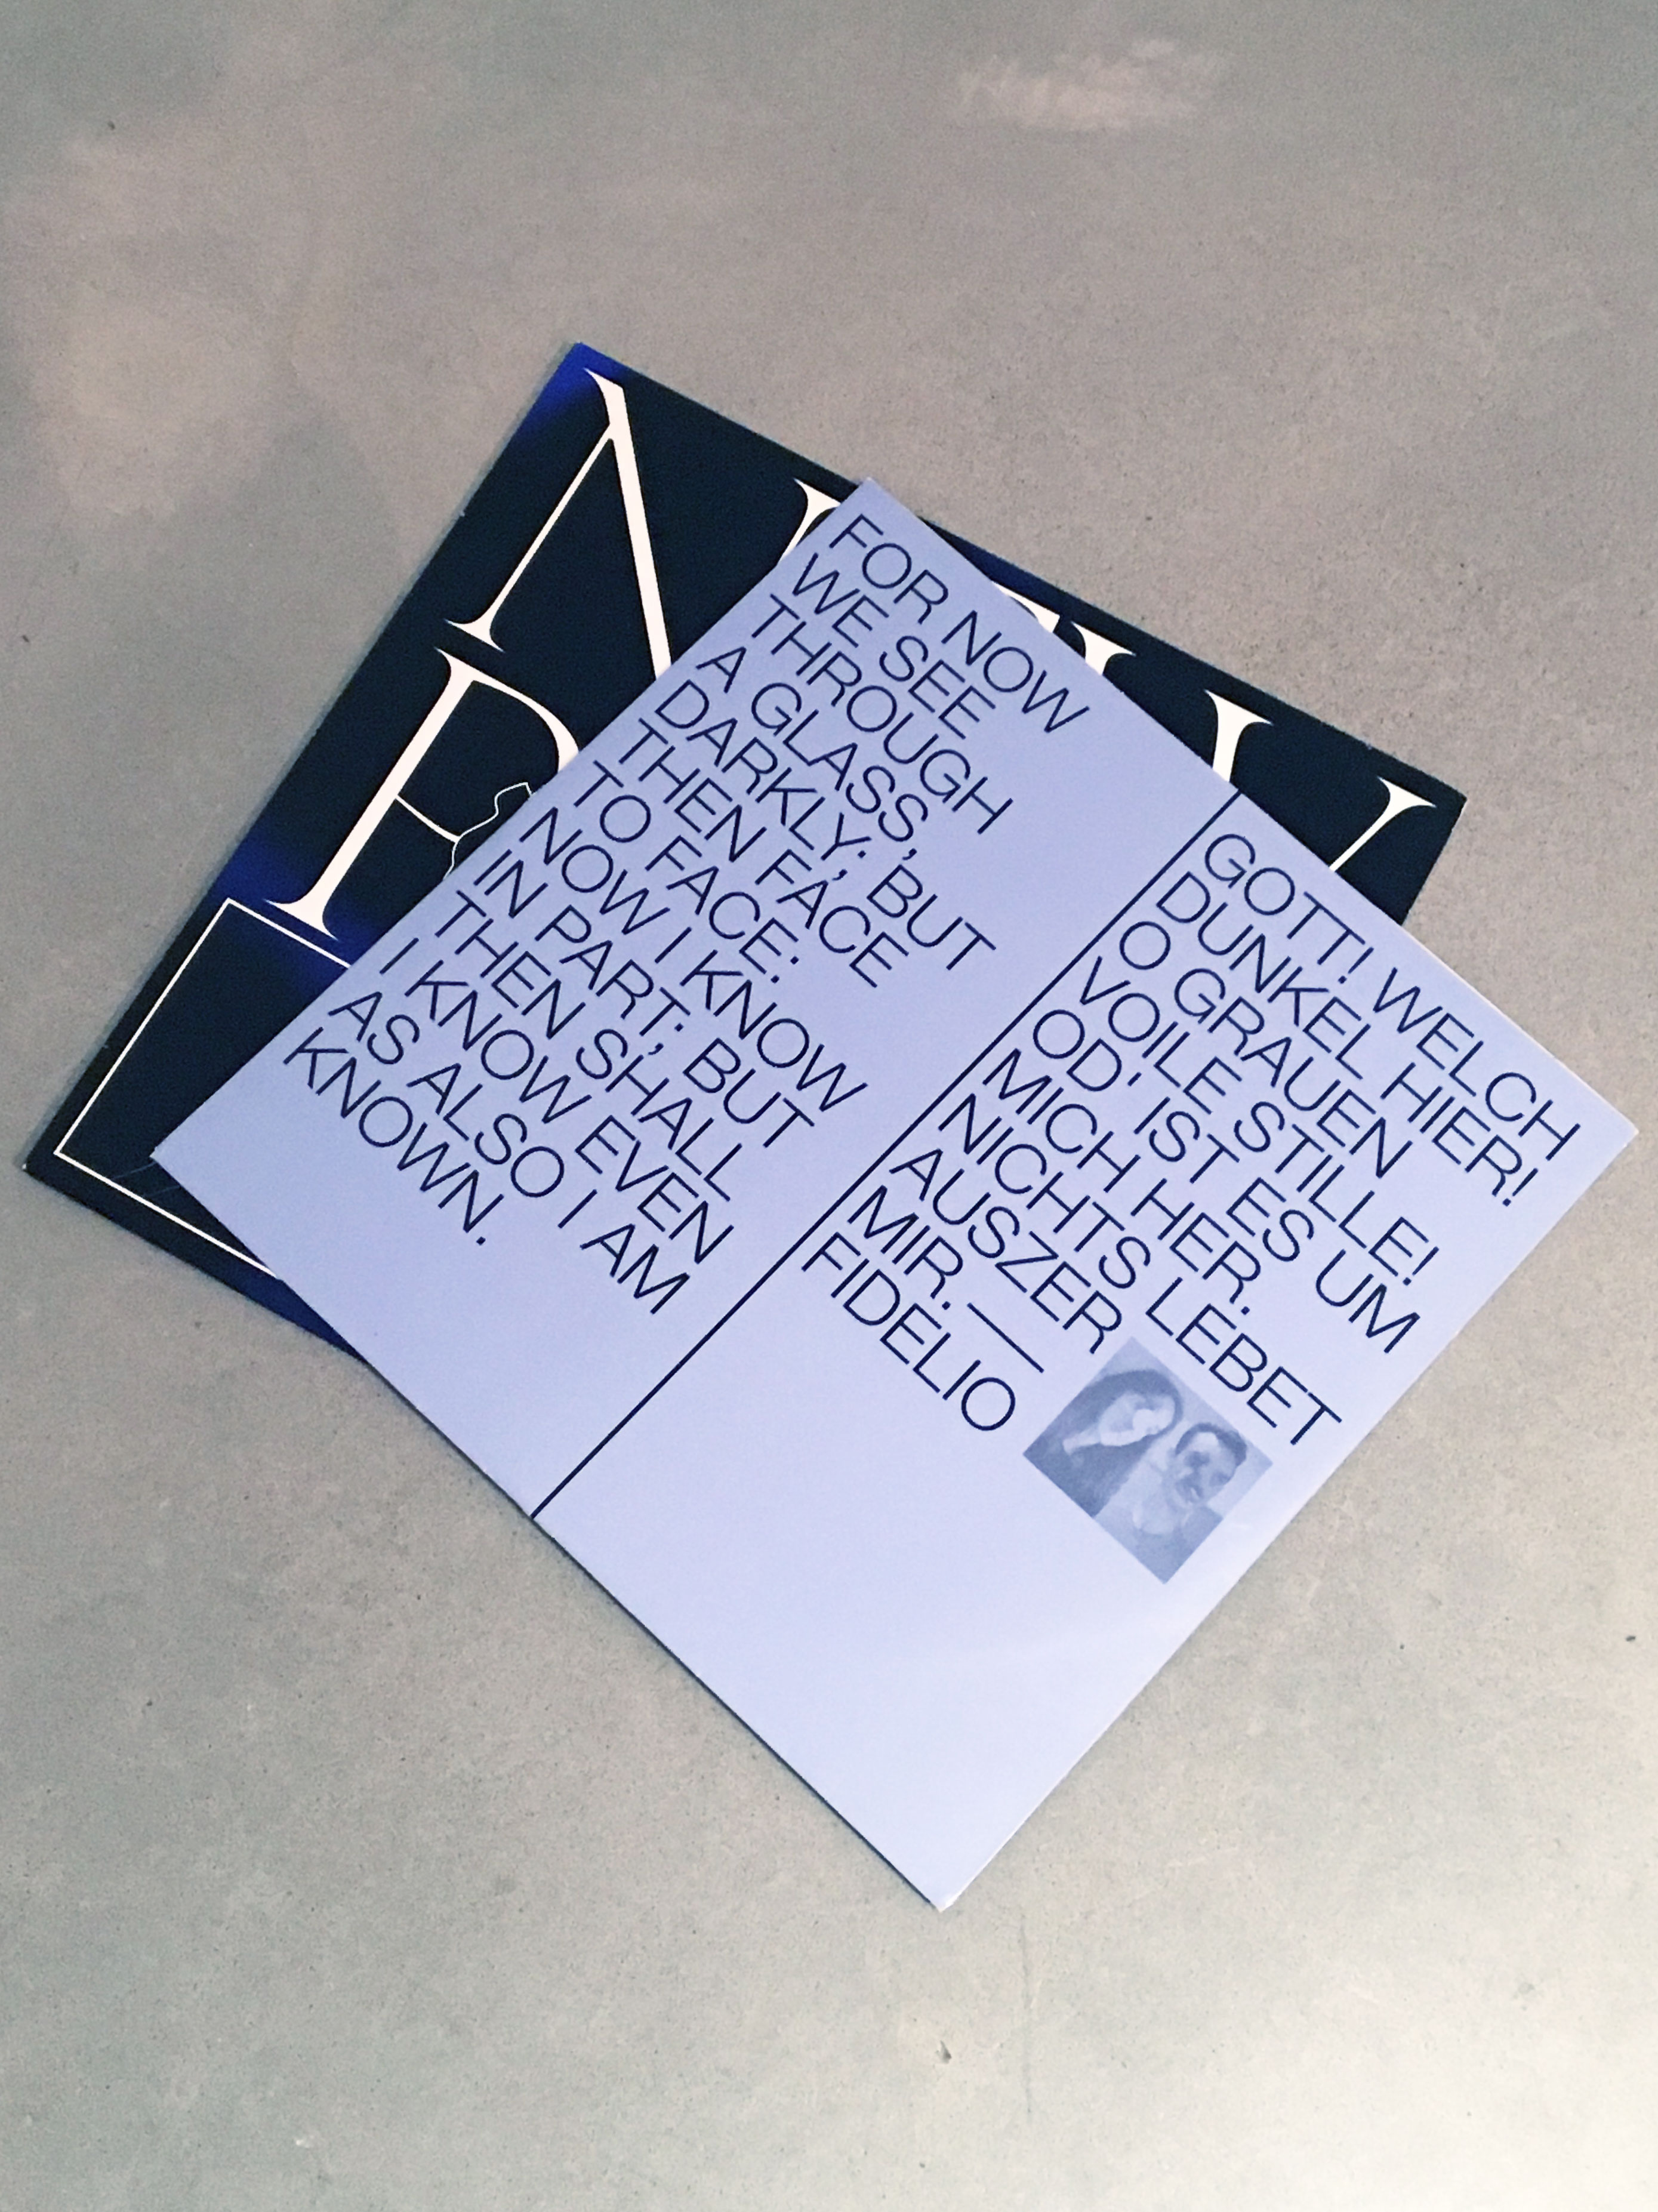 FOR NOW
WE SEE
THROUGH
A GLASS,
DARKLY; BUT
THEN FACE
TO FACE:
NOW I KNOW
IN PART; BUT
THEN SHALL
I KNOW EVEN
AS ALSO I AM
KNOWN.
GOTT! WELCH
DUNKEL HIER!
O GRAUEN
VOILE STILLE!
OD' IST ES UM
MICH HER.
NICHTS LEBET
AUSZER
MIR. —
FIDELIO